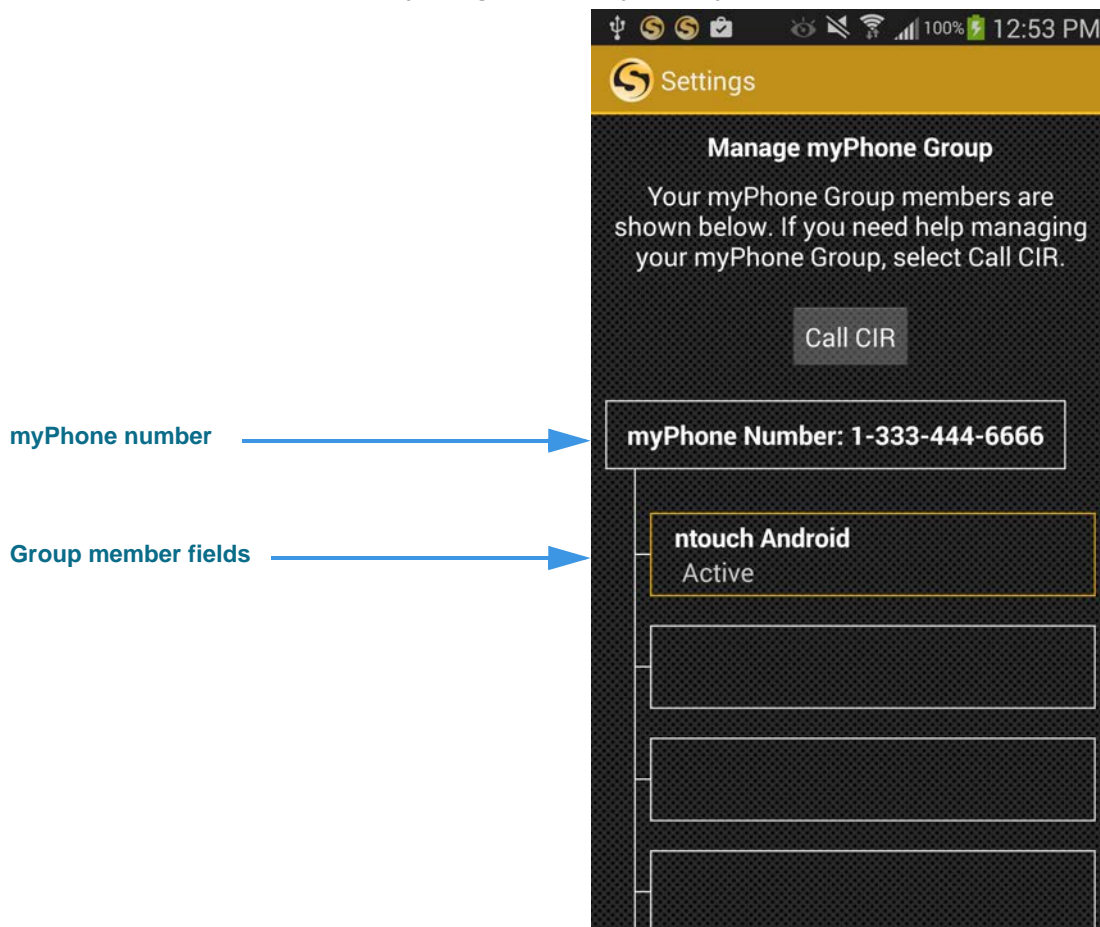 100% 12:53 PM
Settings
Manage myPhone Group
Your myPhone Group members are
shown below. If you need help managing
your myPhone Group, select Call CIR.
Call CIR
myPhone number
myPhone Number: 1-333-444-6666
Group member fields
ntouch Android
Active